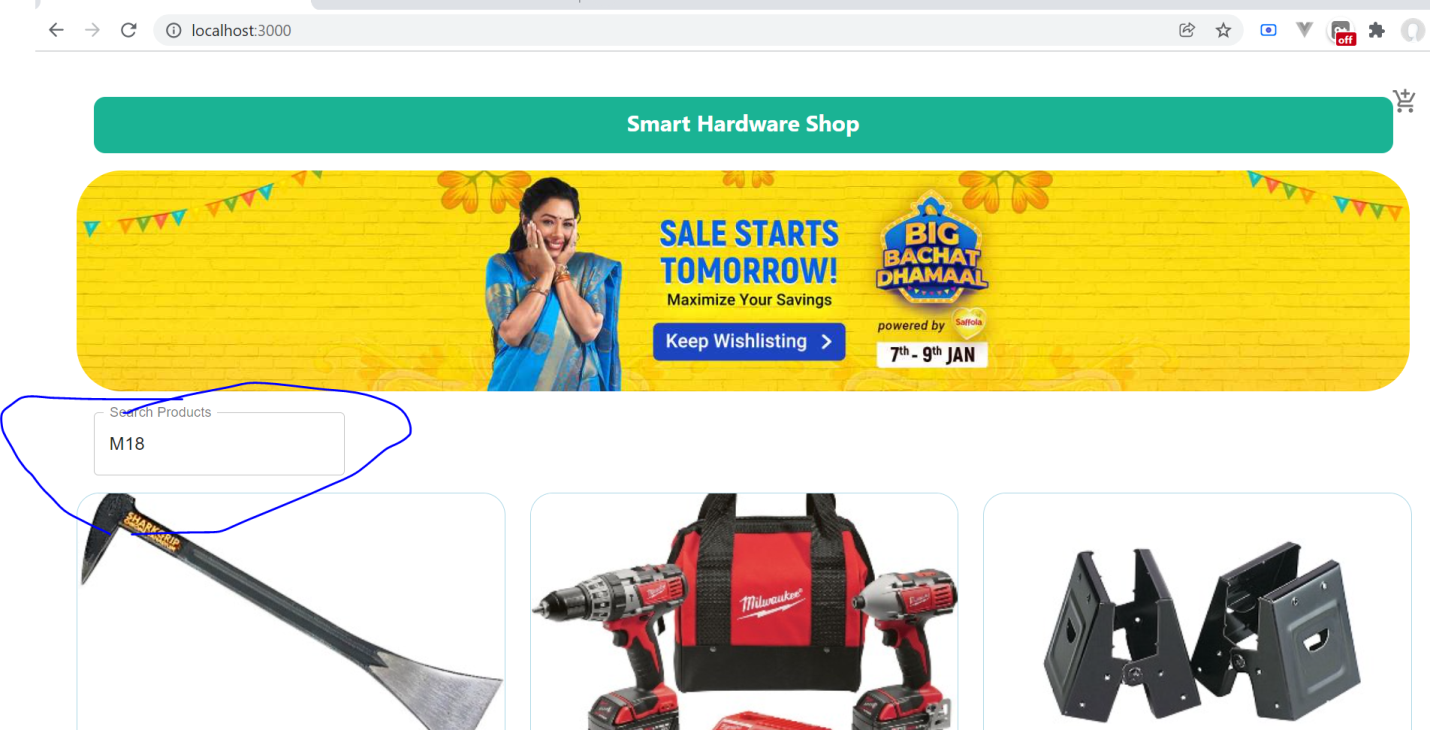 localhost:3000
off
Smart Hardware Shop
SALE STARTS
TOMORROW!
Maximize Your Savings
Keep Wishlisting
BIG
BACHAT
DHAMAAL
powered by Saffola
7th - 9th JAN
Search Products
M18
SHARKGRIP
Milwaukee